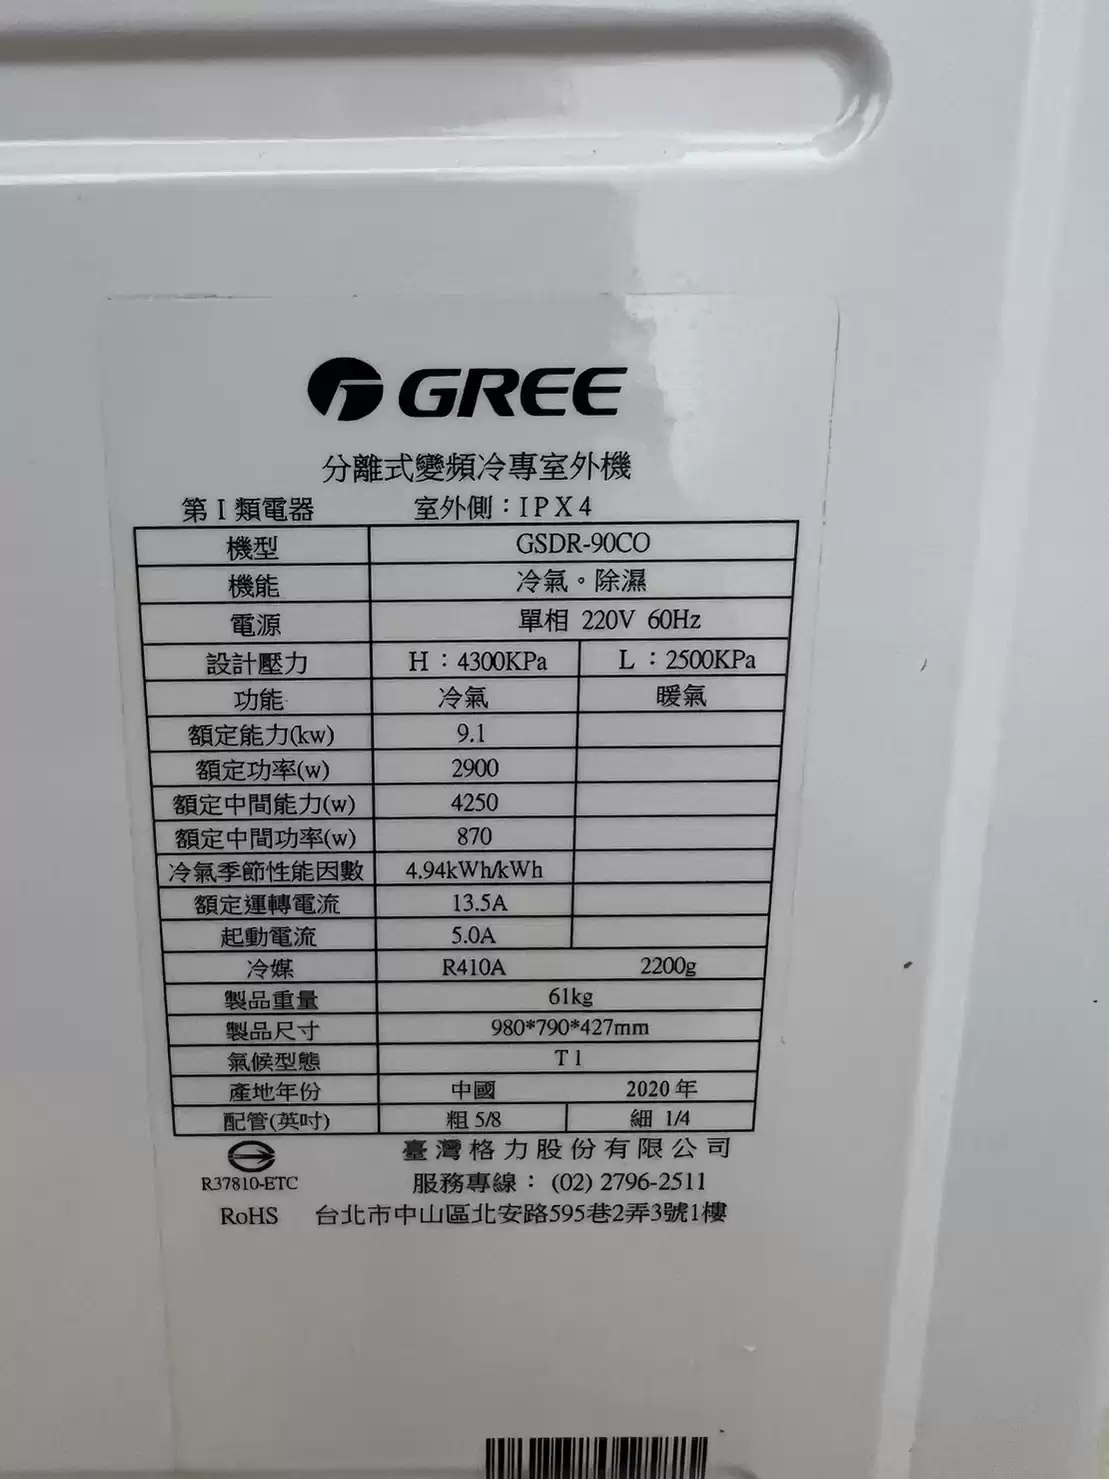 GREE
分離式變頻冷專室外機
第 I 類電器 室外側：IPX4
機型 GSDR-90CO
機能 冷氣。除濕
電源 單相 220V 60Hz
設計壓力 H：4300KPa L：2500KPa
功能 冷氣 暖氣
額定能力(kw) 9.1
額定功率(w) 2900
額定中間能力(w) 4250
額定中間功率(w) 870
冷氣季節性能因數 4.94kWh/kWh
額定運轉電流 13.5A
起動電流 5.0A
冷媒 R410A 2200g
製品重量 61kg
製品尺寸 980*790*427mm
氣候型態 T1
產地年份 中國 2020年
配管(英吋) 粗 5/8 細 1/4
臺灣格力股份有限公司
R37810-ETC 服務專線：(02) 2796-2511
RoHS 台北市中山區北安路595巷2弄3號1樓